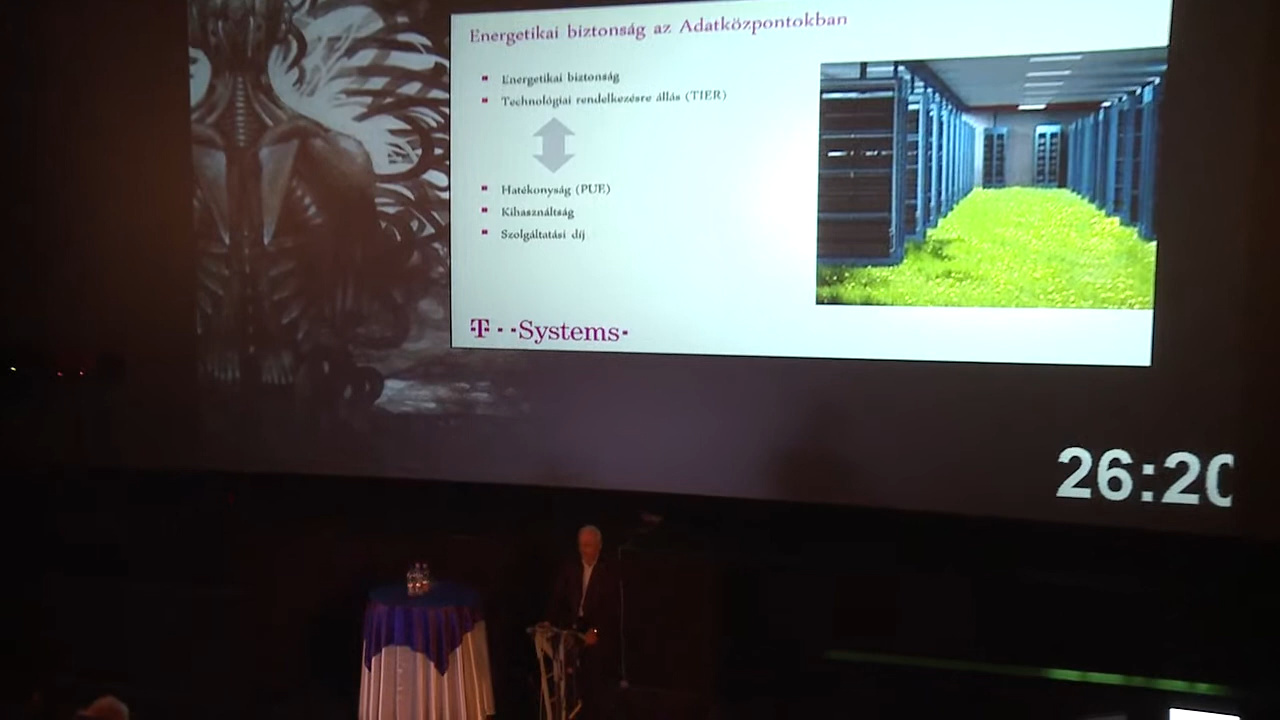 Energetikai biztonság az Adatközpontokban
Energetikai biztonság
Technológiai rendelkezésre állás (TIER)
Hatékonyság (PUE)
Kihasználtság
Szolgáltatási díj
T··Systems·
26:20